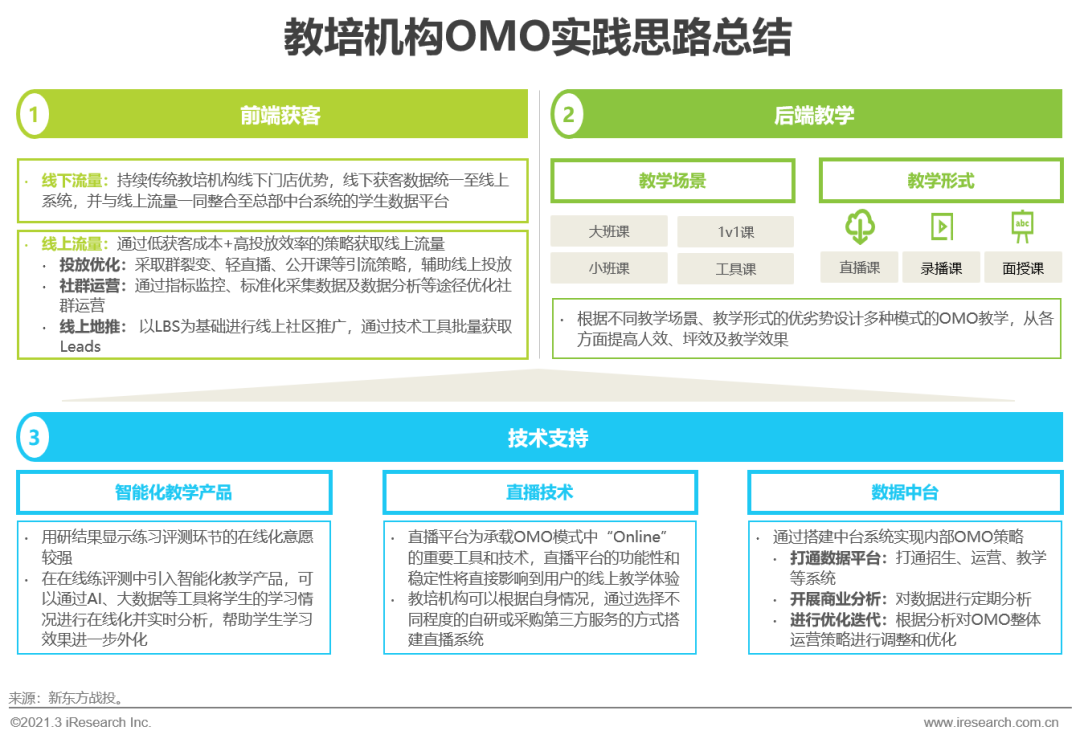 教培机构OMO实践思路总结
1
前端获客
· 线下流量：持续传统教培机构线下门店优势，线下获客数据统一至线上
系统，并与线上流量一同整合至总部中台系统的学生数据平台
· 线上流量：通过低获客成本+高投放效率的策略获取线上流量
· 投放优化：采取群裂变、轻直播、公开课等引流策略，辅助线上投放
· 社群运营：通过指标监控、标准化采集数据及数据分析等途径优化社
群运营
· 线上地推： 以LBS为基础进行线上社区推广，通过技术工具批量获取
Leads
2
后端教学
教学场景
教学形式
大班课
1v1课
小班课
工具课
abc
直播课
录播课
面授课
· 根据不同教学场景、教学形式的优劣势设计多种模式的OMO教学，从各
方面提高人效、坪效及教学效果
3
技术支持
智能化教学产品
· 用研结果显示练习评测环节的在线化意愿
较强
· 在在线练评测中引入智能化教学产品，可
以通过AI、大数据等工具将学生的学习情
况进行在线化并实时分析，帮助学生学习
效果进一步外化
直播技术
· 直播平台为承载OMO模式中“Online”
的重要工具和技术，直播平台的功能性和
稳定性将直接影响到用户的线上教学体验
· 教培机构可以根据自身情况，通过选择不
同程度的自研或采购第三方服务的方式搭
建直播系统
数据中台
· 通过搭建中台系统实现内部OMO策略
· 打通数据平台：打通招生、运营、教学
等系统
· 开展商业分析：对数据进行定期分析
· 进行优化迭代：根据分析对OMO整体
运营策略进行调整和优化
来源：新东方战投。
©2021.3 iResearch Inc.
www.iresearch.com.cn